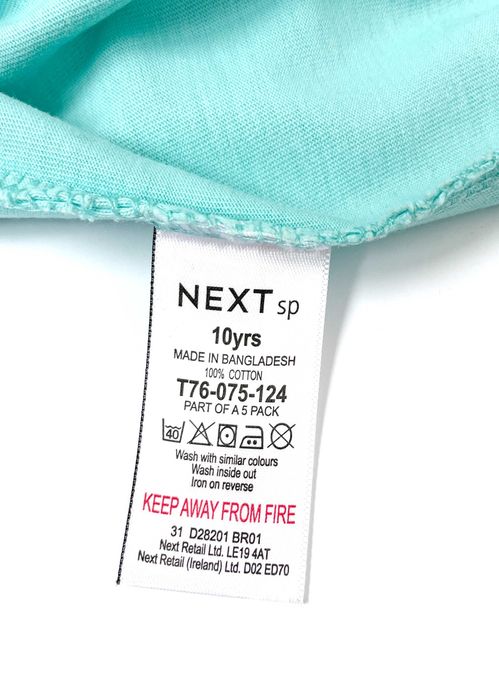 NEXT sp
10yrs
MADE IN BANGLADESH
100% COTTON
T76-075-124
PART OF A 5 PACK
40
Wash with similar colours
Wash inside out
Iron on reverse
KEEP AWAY FROM FIRE
31 D28201 BR01
Next Retail Ltd. LE19 4AT
Next Retail (Ireland) Ltd. D02 ED70